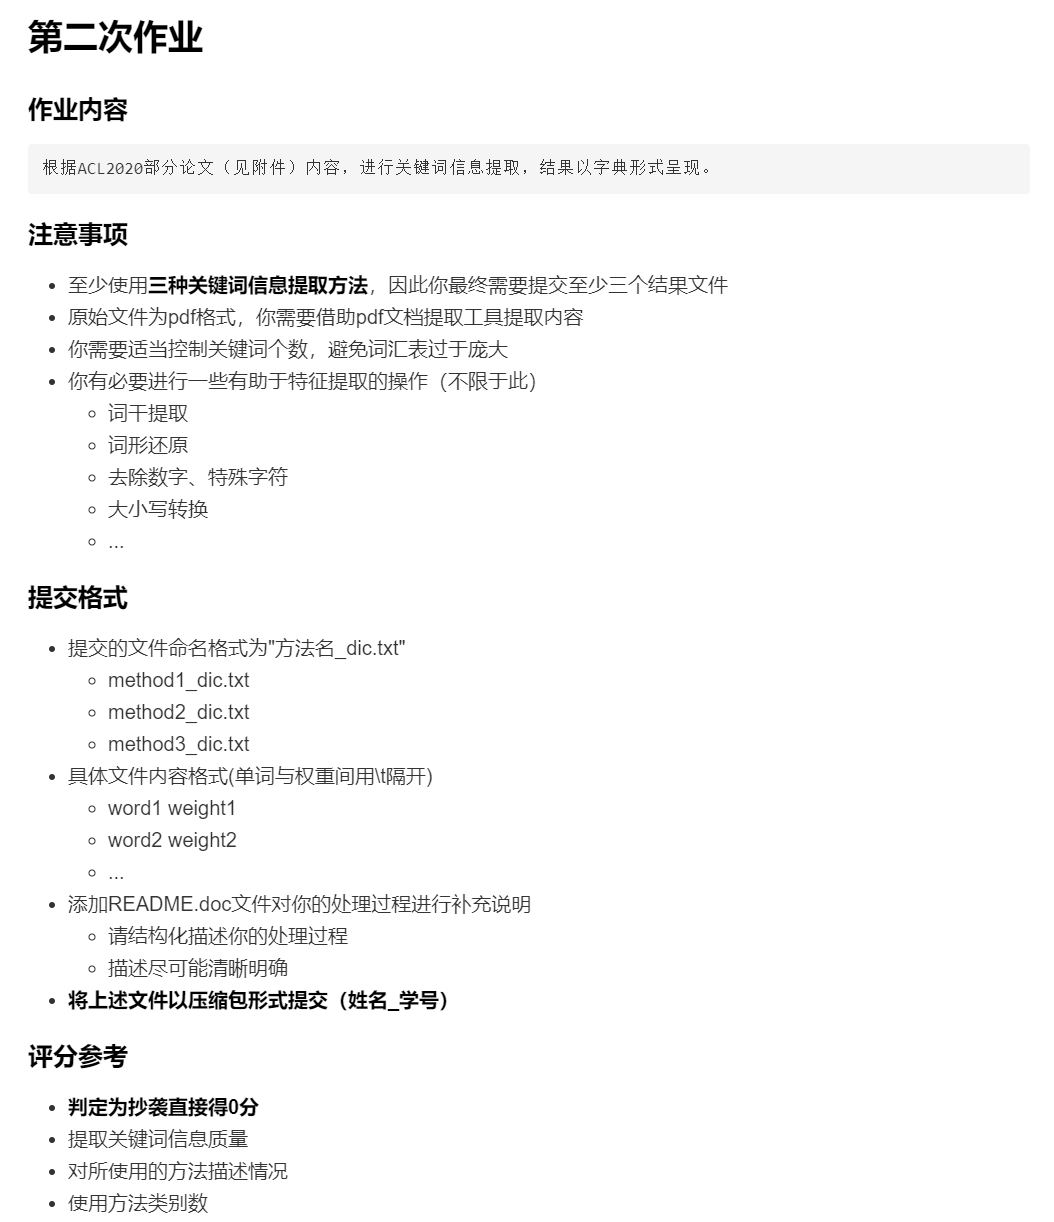 第二次作业
作业内容
根据ACL2020部分论文（见附件）内容，进行关键词信息提取，结果以字典形式呈现。
注意事项
至少使用三种关键词信息提取方法，因此你最终需要提交至少三个结果文件
原始文件为pdf格式，你需要借助pdf文档提取工具提取内容
你需要适当控制关键词个数，避免词汇表过于庞大
你有必要进行一些有助于特征提取的操作（不限于此）
词干提取
词形还原
去除数字、特殊字符
大小写转换
...
提交格式
提交的文件命名格式为"方法名_dic.txt"
method1_dic.txt
method2_dic.txt
method3_dic.txt
具体文件内容格式(单词与权重间用\t隔开)
word1 weight1
word2 weight2
...
添加README.doc文件对你的处理过程进行补充说明
请结构化描述你的处理过程
描述尽可能清晰明确
将上述文件以压缩包形式提交（姓名_学号）
评分参考
判定为抄袭直接得0分
提取关键词信息质量
对所使用的方法描述情况
使用方法类别数